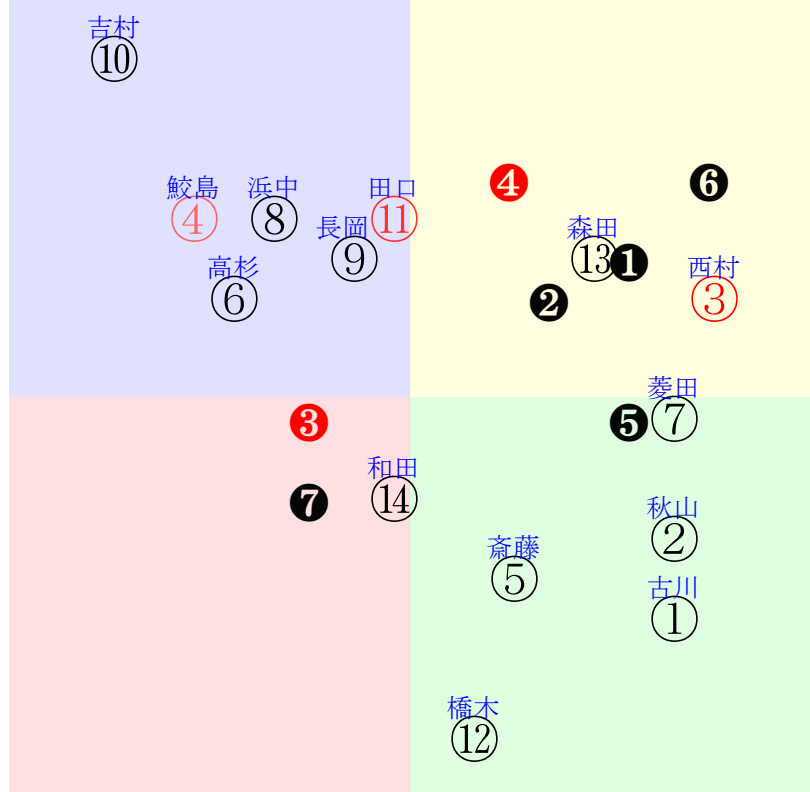 吉村
⑩
鮫島
④
浜中
⑧
田口
⑪
❹
❻
長岡
⑨
森田
⑬
❶
高杉
⑥
❷
西村
③
菱田
⑦
❸
❺
和田
⑭
❼
秋山
②
斎藤
⑤
古川
①
橋木
⑫